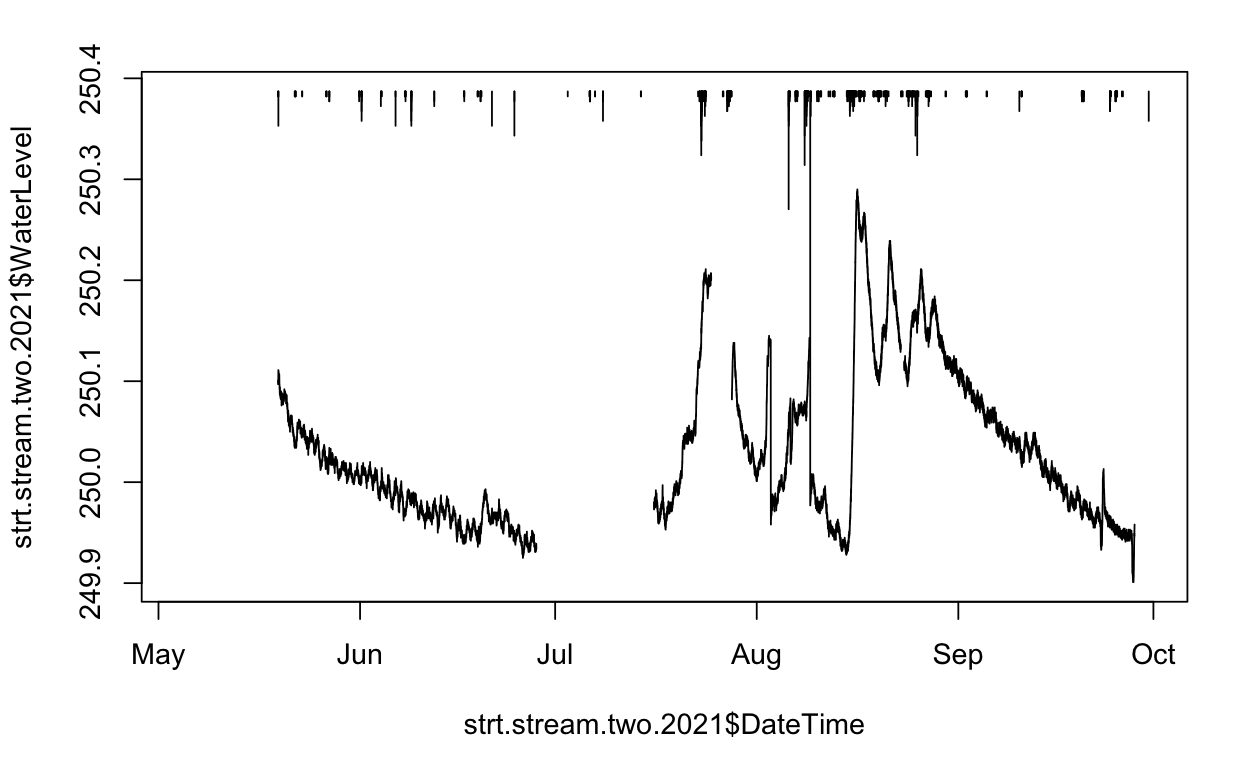 250.4
250.3
250.2
250.1
250.0
249.9
strt.stream.two.2021$WaterLevel
May Jun Jul Aug Sep Oct
strt.stream.two.2021$DateTime